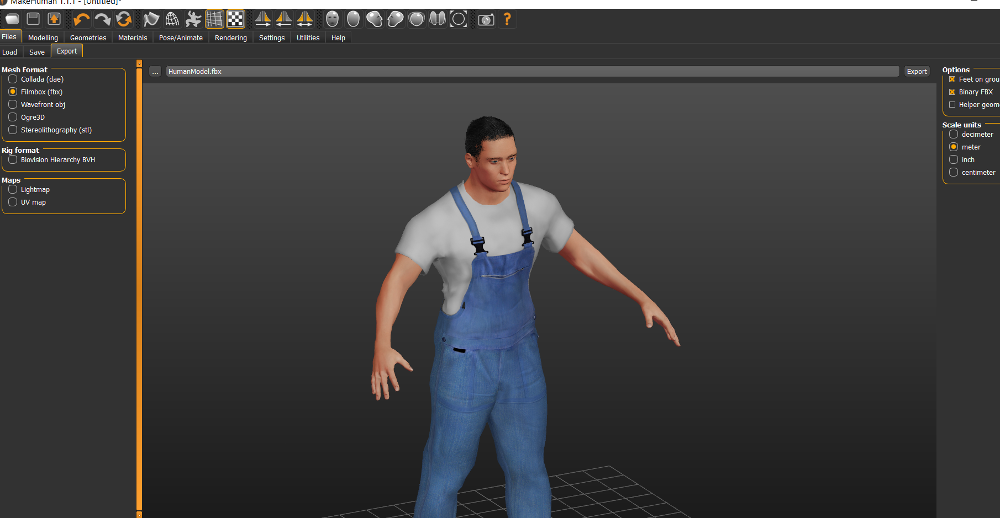 MakeHuman 1.1.1 - [Untitled]*
Files Modelling Geometries Materials Pose/Animate Rendering Settings Utilities Help
Load Save Export
... HumanModel.fbx Export
Mesh Format
Collada (dae)
Filmbox (fbx)
Wavefront obj
Ogre3D
Stereolithography (stl)
Rig format
Biovision Hierarchy BVH
Maps
Lightmap
UV map
Options
Feet on grou
Binary FBX
Helper geom
Scale units
decimeter
meter
inch
centimeter